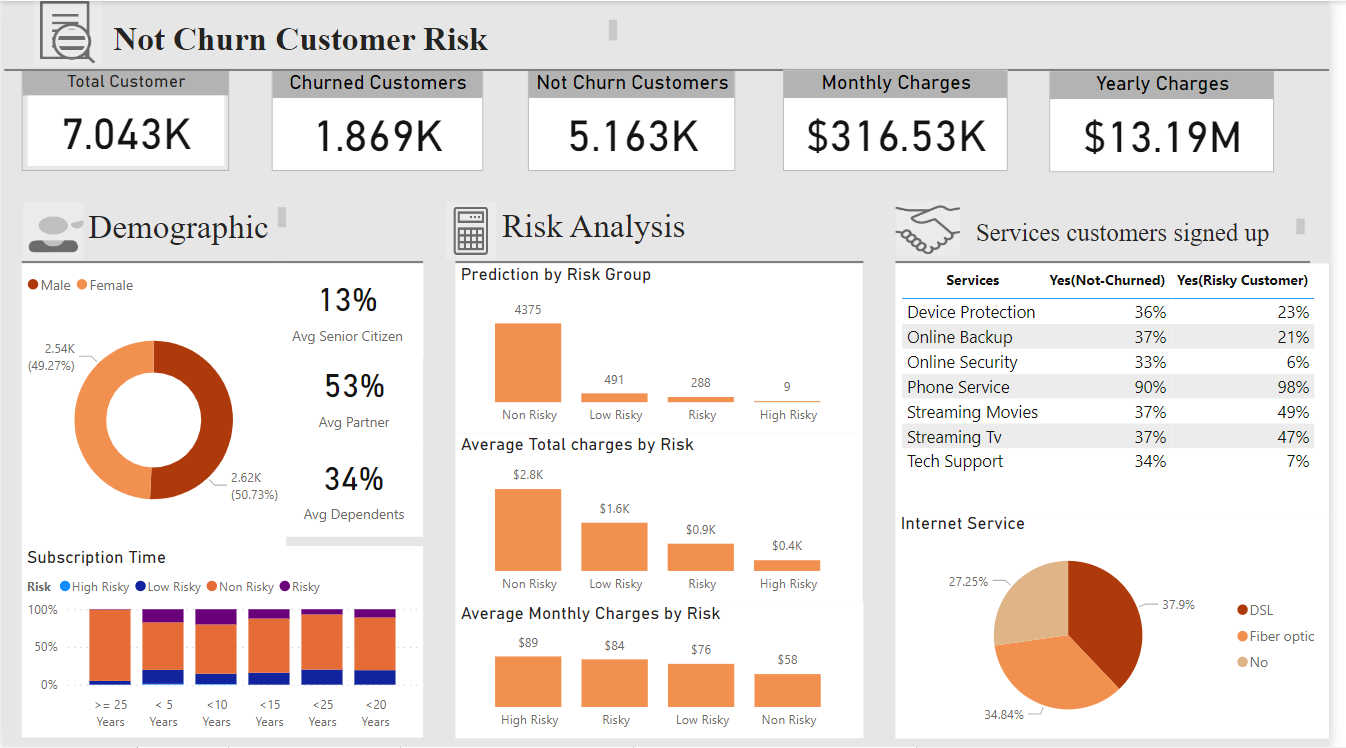 Not Churn Customer Risk
Total Customer
7.043K
Churned Customers
1.869K
Not Churn Customers
5.163K
Monthly Charges
$316.53K
Yearly Charges
$13.19M
Demographic
Male Female
2.54K
(49.27%)
2.62K
(50.73%)
13%
Avg Senior Citizen
53%
Avg Partner
34%
Avg Dependents
Subscription Time
Risk High Risky Low Risky Non Risky Risky
100%
50%
0%
>= 25 < 5 <10 <15 <25 <20
Years Years Years Years Years Years
Risk Analysis
Prediction by Risk Group
4375 491 288 9
Non Risky Low Risky Risky High Risky
Average Total charges by Risk
$2.8K $1.6K $0.9K $0.4K
Non Risky Low Risky Risky High Risky
Average Monthly Charges by Risk
$89 $84 $76 $58
High Risky Risky Low Risky Non Risky
Services customers signed up
Services Yes(Not-Churned) Yes(Risky Customer)
Device Protection 36% 23%
Online Backup 37% 21%
Online Security 33% 6%
Phone Service 90% 98%
Streaming Movies 37% 49%
Streaming Tv 37% 47%
Tech Support 34% 7%
Internet Service
27.25%
37.9%
34.84%
DSL
Fiber optic
No